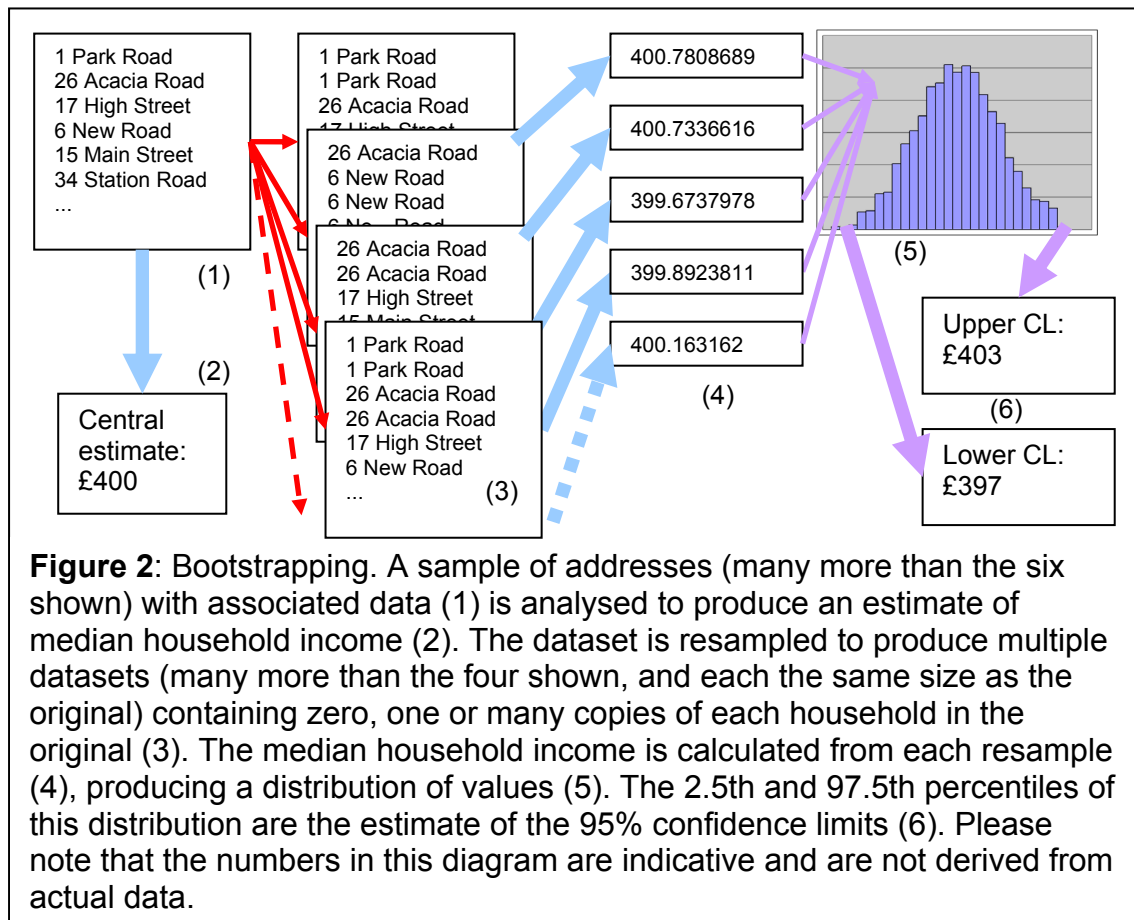 1 Park Road
26 Acacia Road
17 High Street
6 New Road
15 Main Street
34 Station Road
...
(1)
(2)
Central
estimate:
£400
1 Park Road
1 Park Road
26 Acacia Road
17 High Street
26 Acacia Road
6 New Road
6 New Road
6 New Road
26 Acacia Road
26 Acacia Road
17 High Street
15 Main Street
1 Park Road
1 Park Road
26 Acacia Road
26 Acacia Road
17 High Street
6 New Road
...
(3)
400.7808689
400.7336616
399.6737978
399.8923811
400.163162
(4)
(5)
Upper CL:
£403
(6)
Lower CL:
£397
Figure 2: Bootstrapping. A sample of addresses (many more than the six
shown) with associated data (1) is analysed to produce an estimate of
median household income (2). The dataset is resampled to produce multiple
datasets (many more than the four shown, and each the same size as the
original) containing zero, one or many copies of each household in the
original (3). The median household income is calculated from each resample
(4), producing a distribution of values (5). The 2.5th and 97.5th percentiles of
this distribution are the estimate of the 95% confidence limits (6). Please
note that the numbers in this diagram are indicative and are not derived from
actual data.